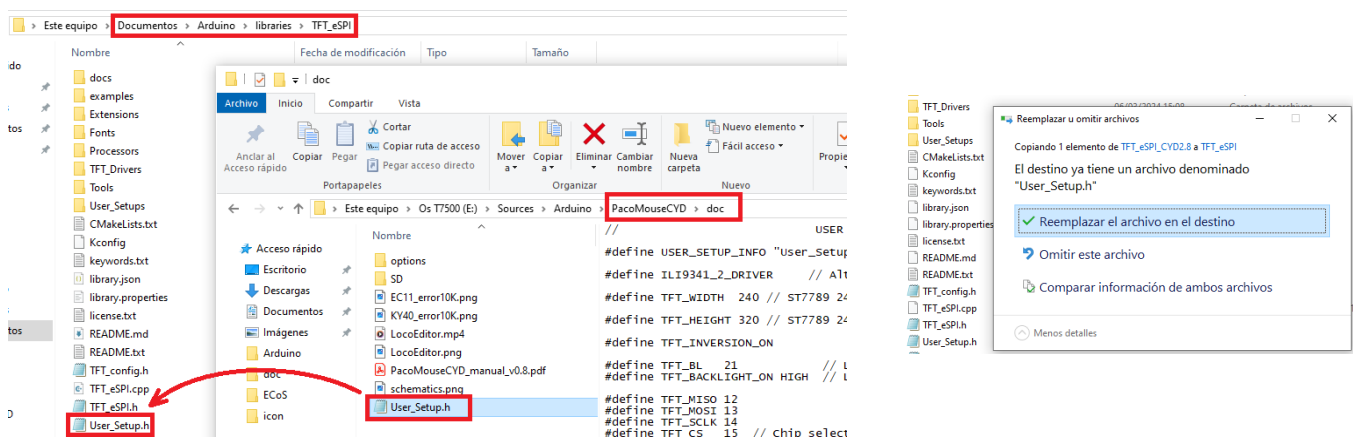 Este equipo > Documentos > Arduino > libraries > TFT_eSPI
Nombre Fecha de modificación Tipo Tamaño
docs
examples
Extensions
Fonts
Processors
TFT_Drivers
Tools
User_Setups
CMakeLists.txt
Kconfig
keywords.txt
library.json
library.properties
license.txt
README.md
README.txt
TFT_config.h
TFT_eSPI.cpp
TFT_eSPI.h
User_Setup.h
doc
Archivo Inicio Compartir Vista
Anclar al Acceso rápido
Copiar
Pegar
Cortar
Copiar ruta de acceso
Pegar acceso directo
Portapapeles
Mover a
Copiar a
Eliminar
Cambiar nombre
Organizar
Nueva carpeta
Nuevo elemento
Fácil acceso
Nuevo
Este equipo > Os T7500 (E:) > Sources > Arduino > PacoMouseCYD > doc
Acceso rápido
Escritorio
Descargas
Documentos
Imágenes
Arduino
doc
ECoS
icon
Nombre
options
SD
EC11_error10K.png
KY40_error10K.png
LocoEditor.mp4
LocoEditor.png
PacoMouseCYD_manual_v0.8.pdf
schematics.png
User_Setup.h
// USER
#define USER_SETUP_INFO "User_Setup
#define ILI9341_2_DRIVER // Alt
#define TFT_WIDTH 240 // ST7789 24
#define TFT_HEIGHT 320 // ST7789 24
#define TFT_INVERSION_ON
#define TFT_BL 21 // L
#define TFT_BACKLIGHT_ON HIGH // L
#define TFT_MISO 12
#define TFT_MOSI 13
#define TFT_SCLK 14
#define TFT_CS 15 // Chip select
TFT_Drivers
Tools
User_Setups
CMakeLists.txt
Kconfig
keywords.txt
library.json
library.properties
license.txt
README.md
README.txt
TFT_config.h
TFT_eSPI.cpp
TFT_eSPI.h
User_Setup.h
Reemplazar u omitir archivos
Copiando 1 elemento de TFT_eSPI_CYD2.8 a TFT_eSPI
El destino ya tiene un archivo denominado
"User_Setup.h"
Reemplazar el archivo en el destino
Omitir este archivo
Comparar información de ambos archivos
Menos detalles